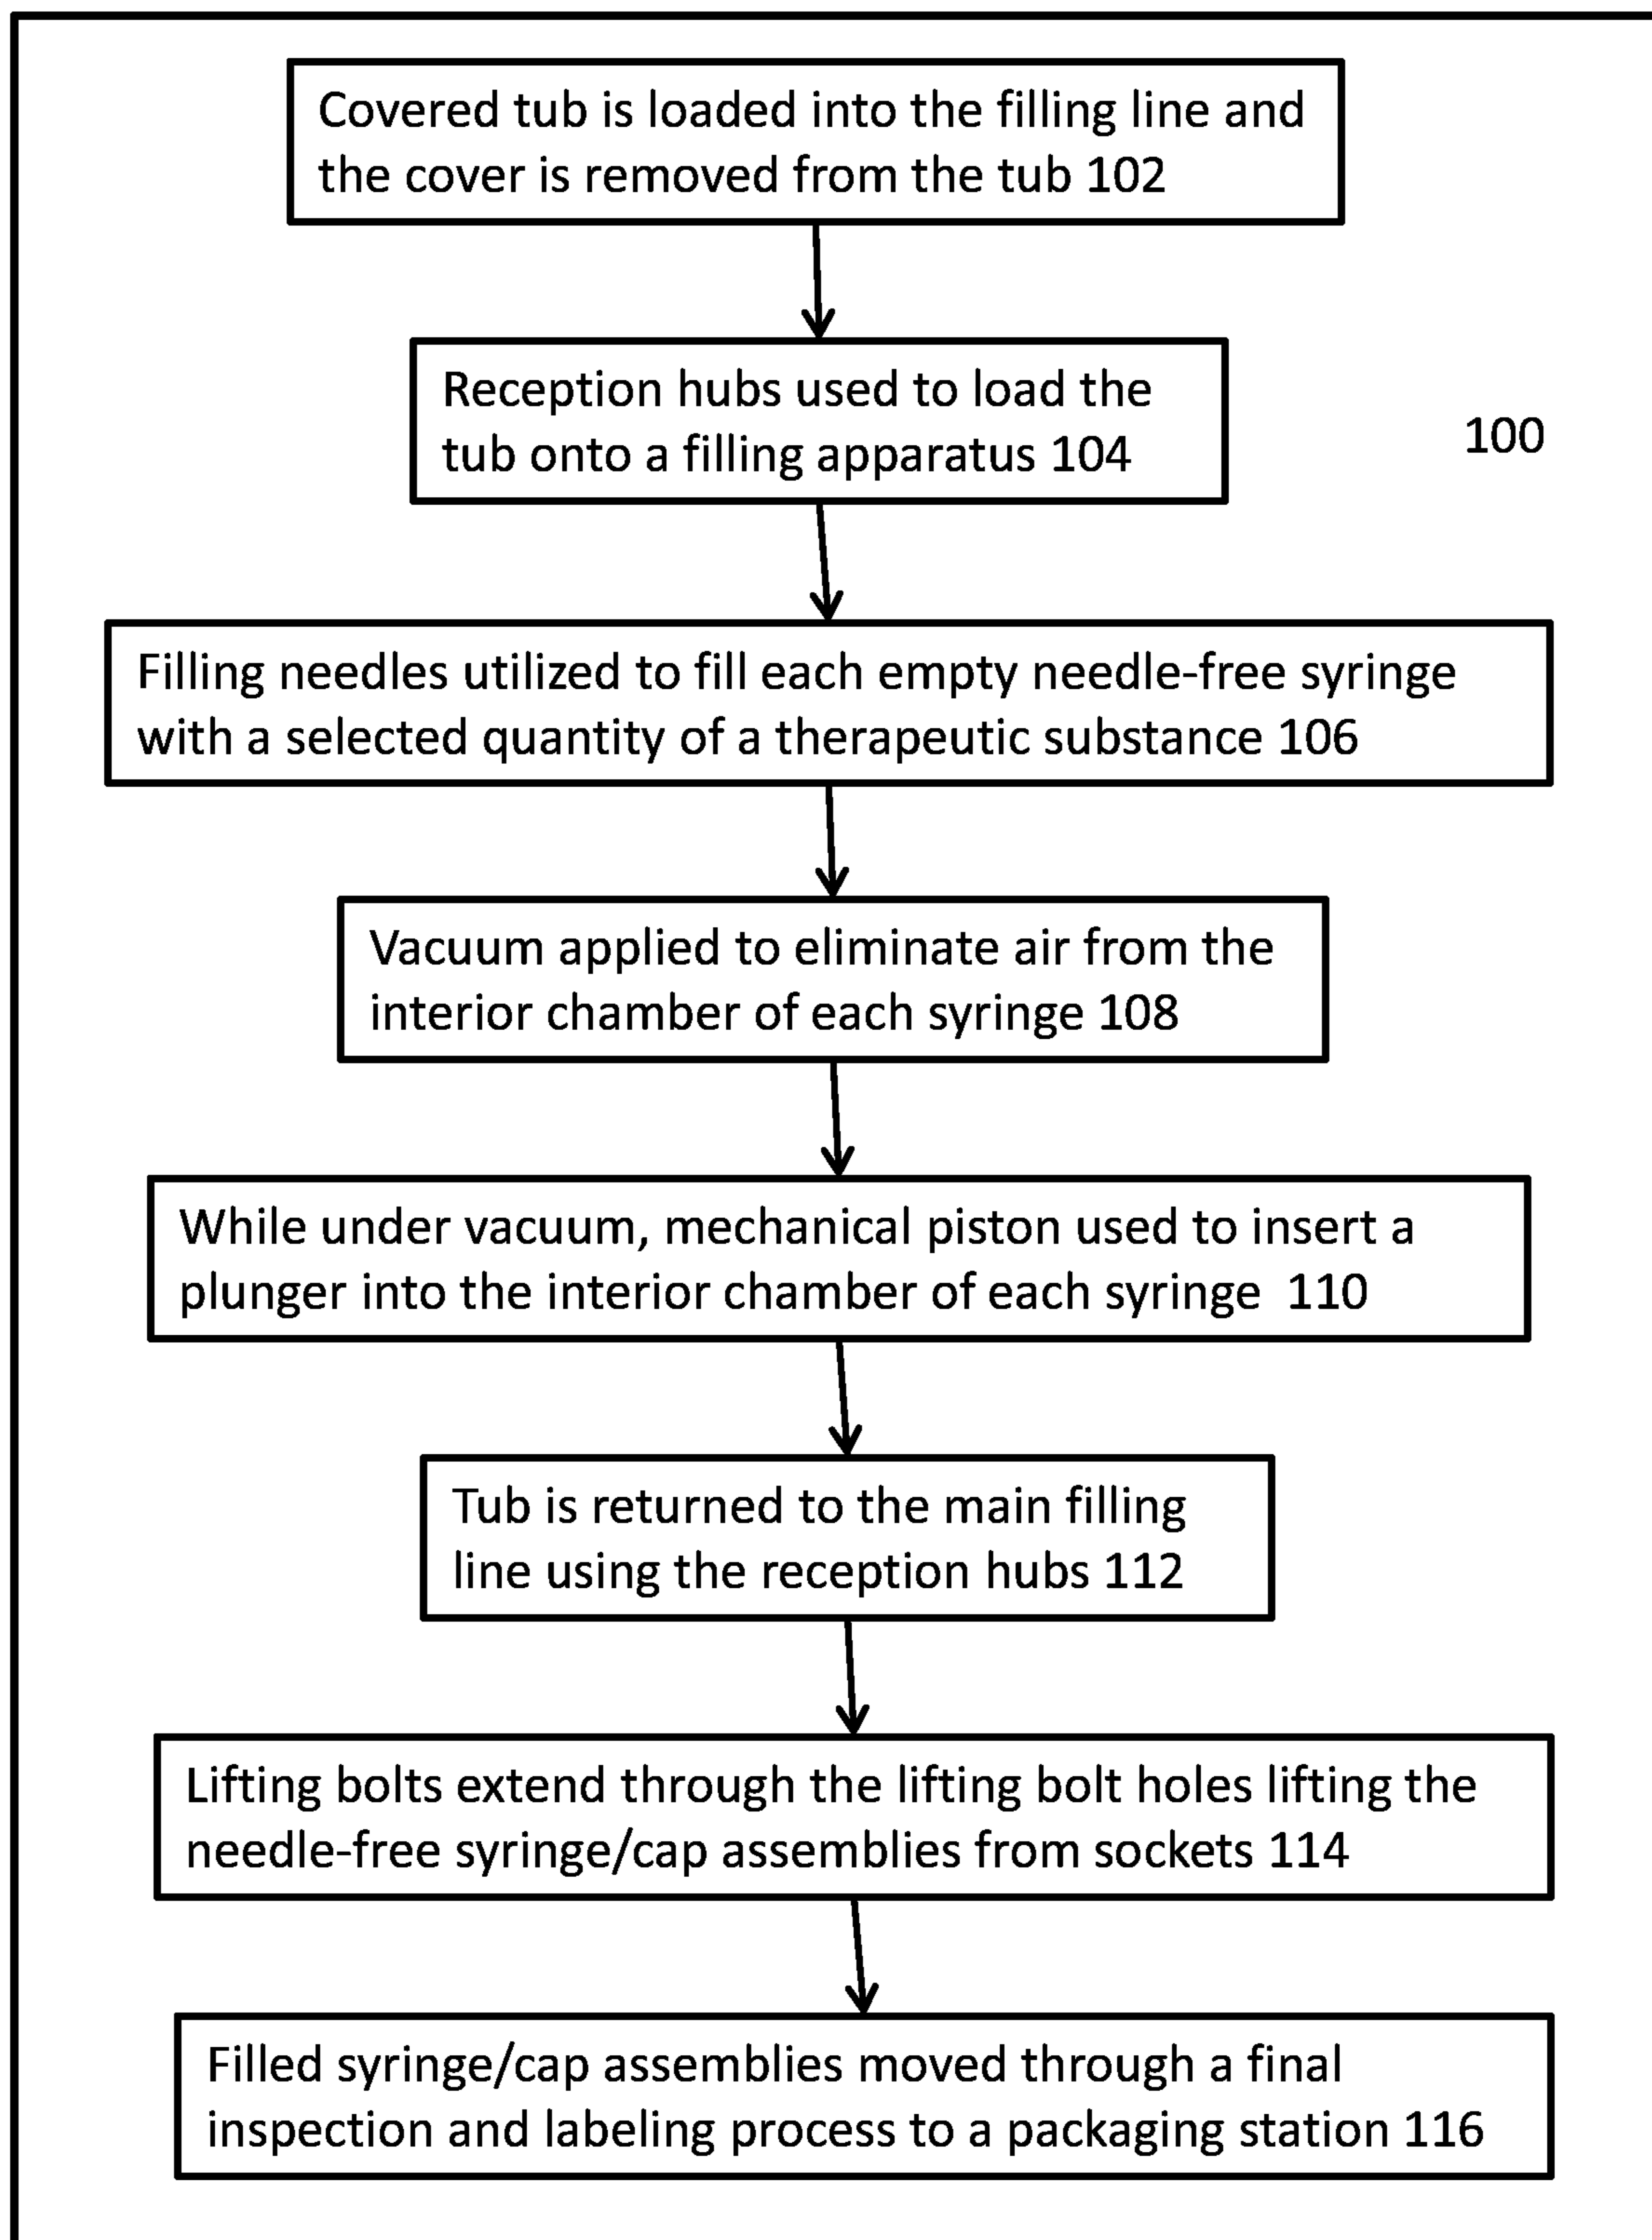 Covered tub is loaded into the filling line and
the cover is removed from the tub 102
Reception hubs used to load the
tub onto a filling apparatus 104
100
Filling needles utilized to fill each empty needle-free syringe
with a selected quantity of a therapeutic substance 106
Vacuum applied to eliminate air from the
interior chamber of each syringe 108
While under vacuum, mechanical piston used to insert a
plunger into the interior chamber of each syringe 110
Tub is returned to the main filling
line using the reception hubs 112
Lifting bolts extend through the lifting bolt holes lifting the
needle-free syringe/cap assemblies from sockets 114
Filled syringe/cap assemblies moved through a final
inspection and labeling process to a packaging station 116